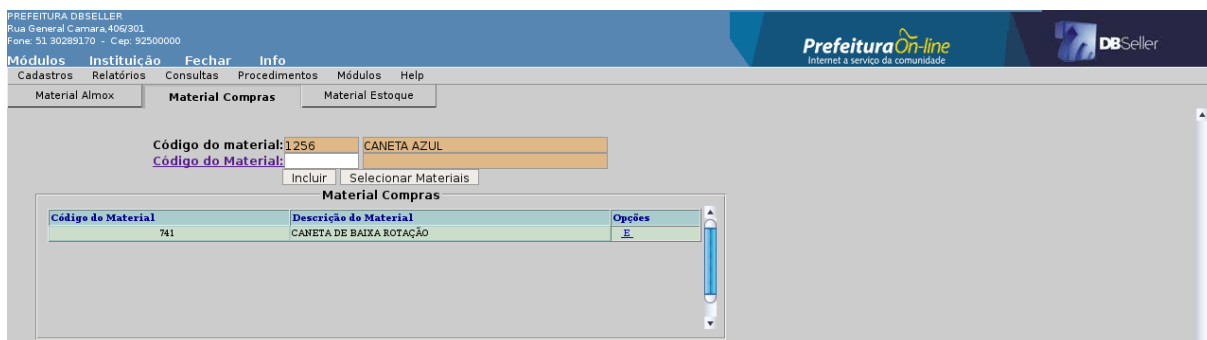 PREFEITURA DBSELLER
Rua General Camara,406/301
Fone: 51 30289170 - Cep: 92500000
Módulos Instituição Fechar Info
Prefeitura On-line
Internet a serviço da comunidade
DBSeller
Cadastros Relatórios Consultas Procedimentos Módulos Help
Material Almox Material Compras Material Estoque
Código do material: 1256 CANETA AZUL
Código do Material:
Incluir Selecionar Materiais
Material Compras
Código do Material Descrição do Material Opções
741 CANETA DE BAIXA ROTAÇÃO E